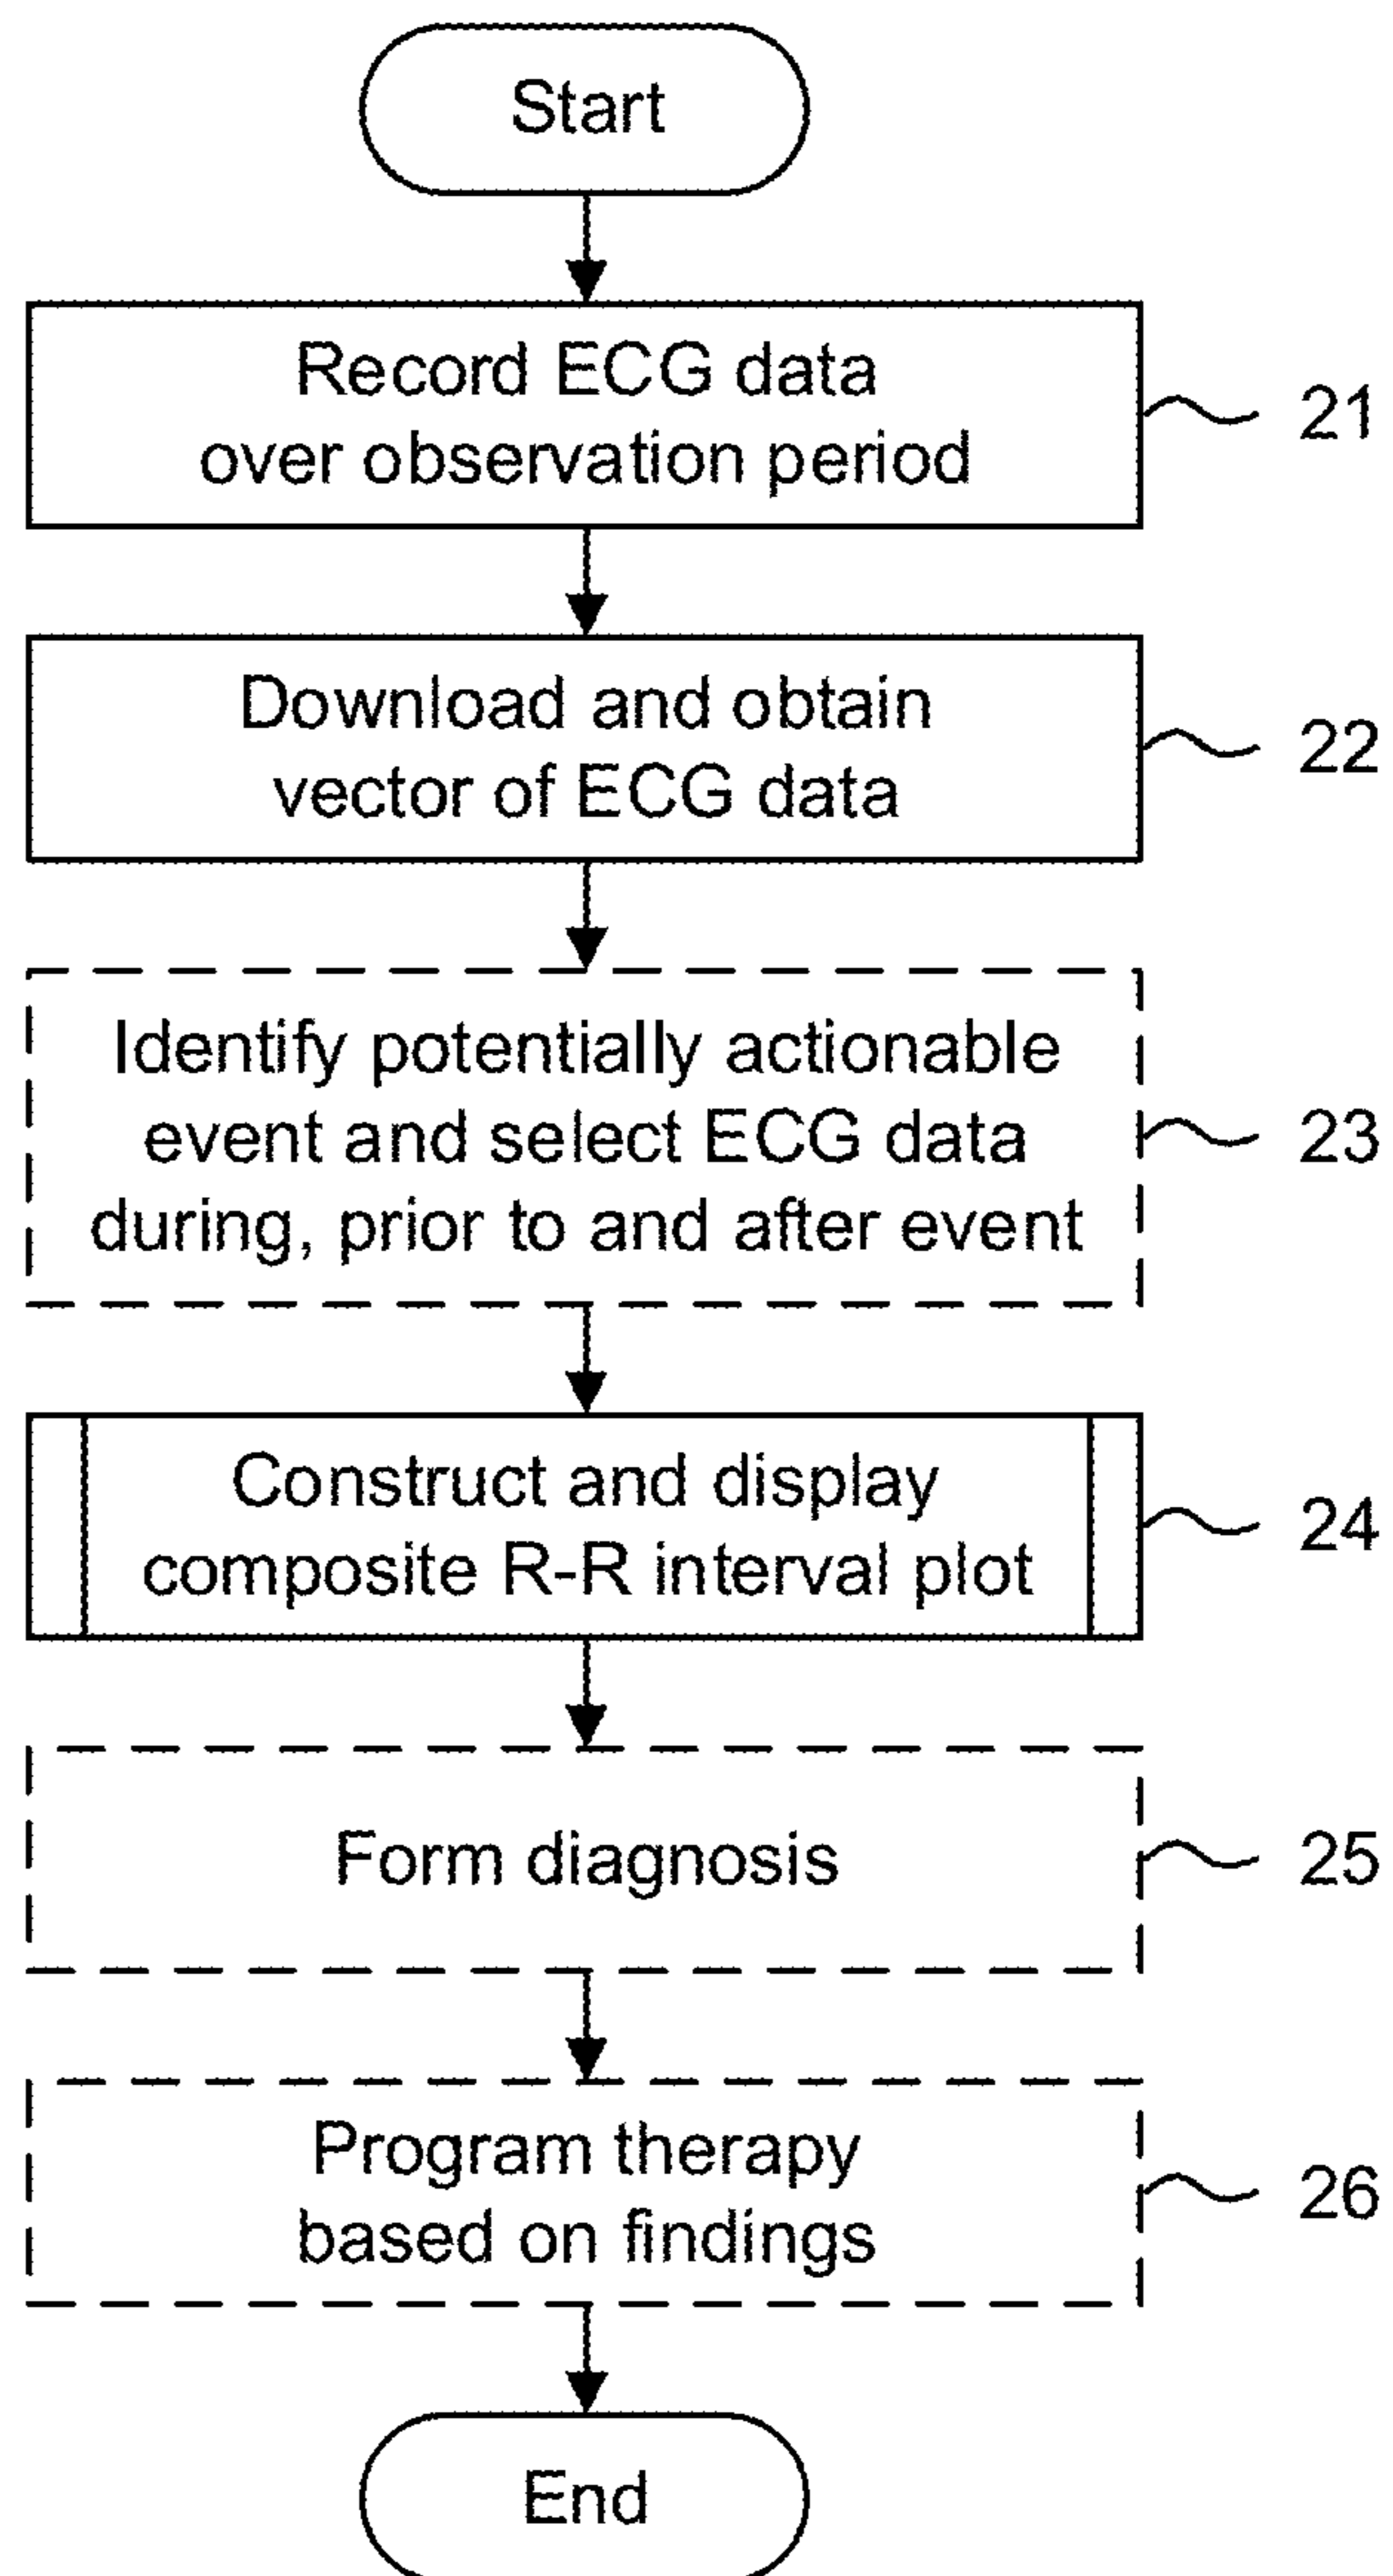 Start
Record ECG data
over observation period
21
Download and obtain
vector of ECG data
22
Identify potentially actionable
event and select ECG data
during, prior to and after event
23
Construct and display
composite R-R interval plot
24
Form diagnosis
25
Program therapy
based on findings
26
End